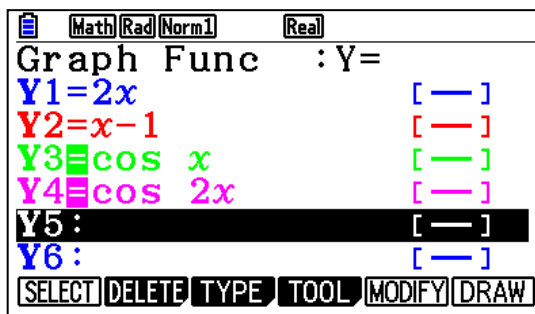 Math Rad Norm1 Real
Graph Func :Y=
Y1=2x [—]
Y2=x−1 [—]
Y3=cos x [—]
Y4=cos 2x [—]
Y5: [—]
Y6: [—]
SELECT DELETE TYPE TOOL MODIFY DRAW